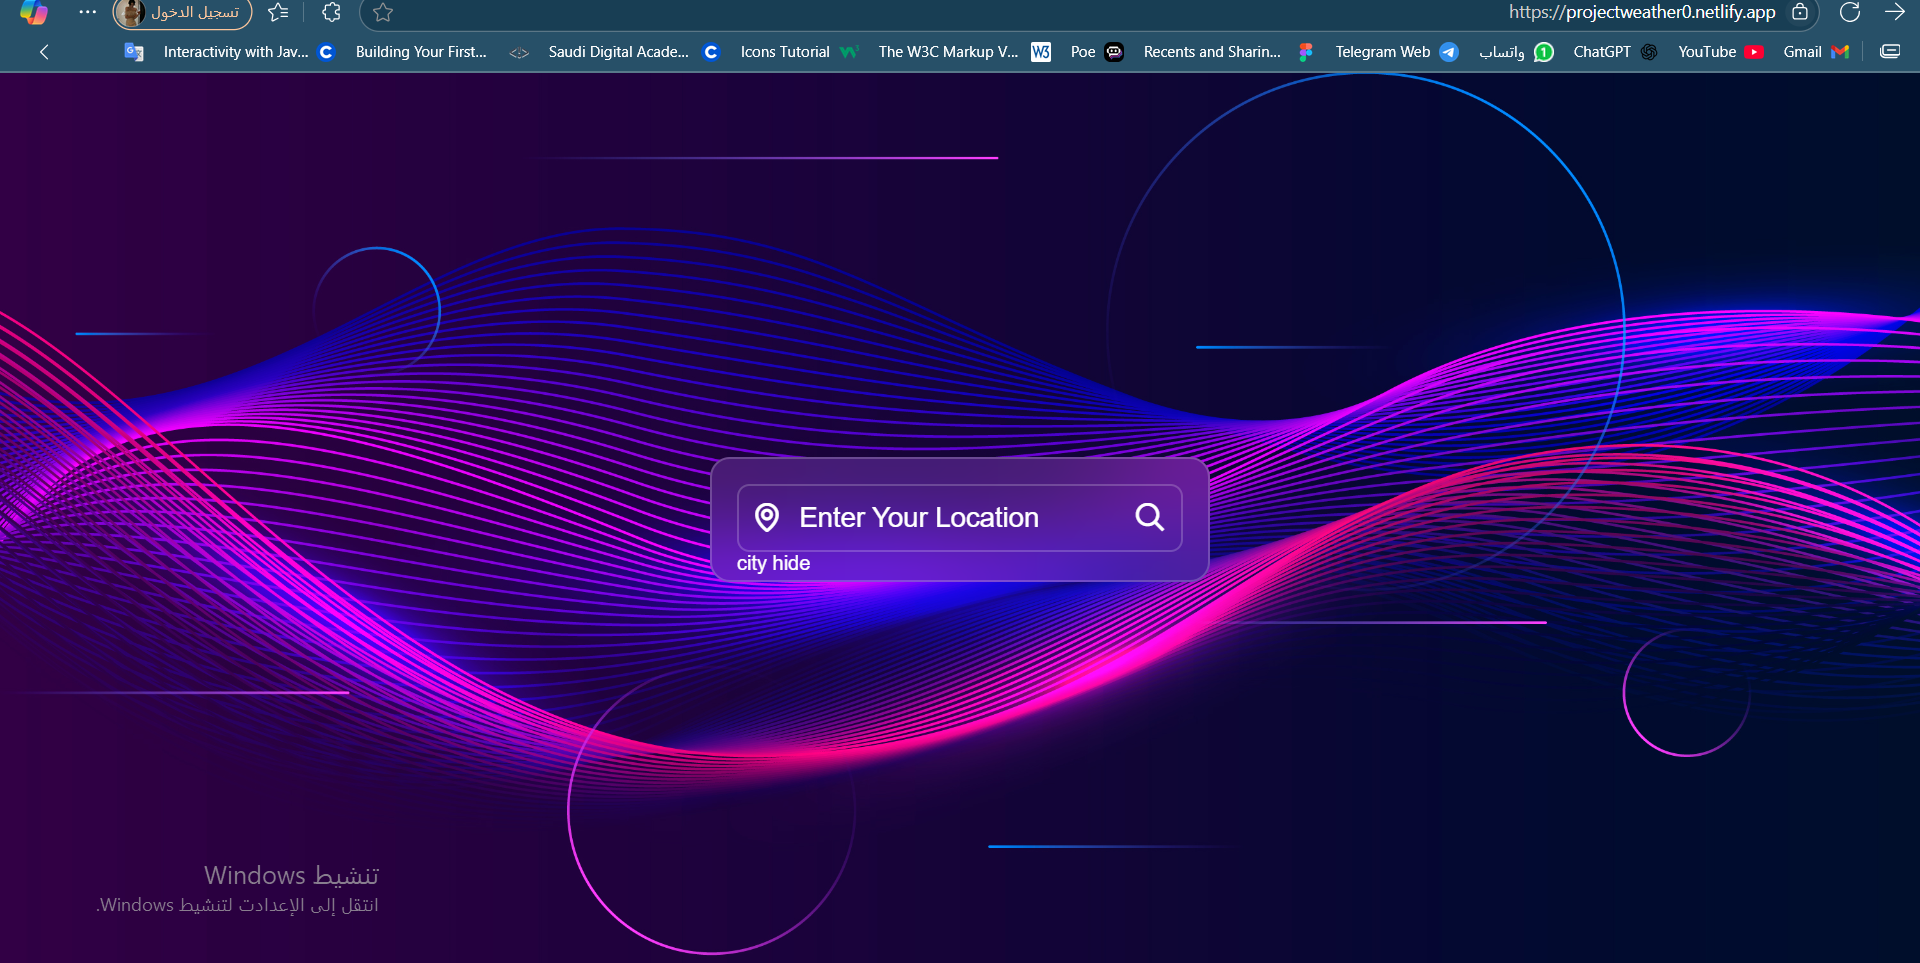 تسجيل الدخول
https://projectweather0.netlify.app
Interactivity with Jav...
Building Your First...
Saudi Digital Acade...
Icons Tutorial
The W3C Markup V...
Poe
Recents and Sharin...
Telegram Web
واتساب
ChatGPT
YouTube
Gmail
Enter Your Location
city hide
تنشيط Windows
انتقل إلى الإعدادات لتنشيط Windows.